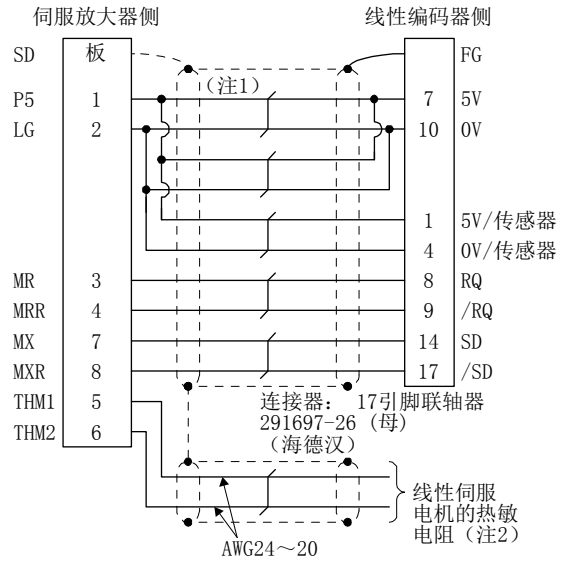 伺服放大器侧 线性编码器侧
SD 板 FG
(注1)
P5 1 7 5V
LG 2 10 0V
1 5V/传感器
4 0V/传感器
MR 3 8 RQ
MRR 4 9 /RQ
MX 7 14 SD
MXR 8 17 /SD
THM1 5
THM2 6
连接器： 17引脚联轴器
291697-26 (母)
(海德汉)
线性伺服
电机的热敏
电阻（注2）
AWG24～20